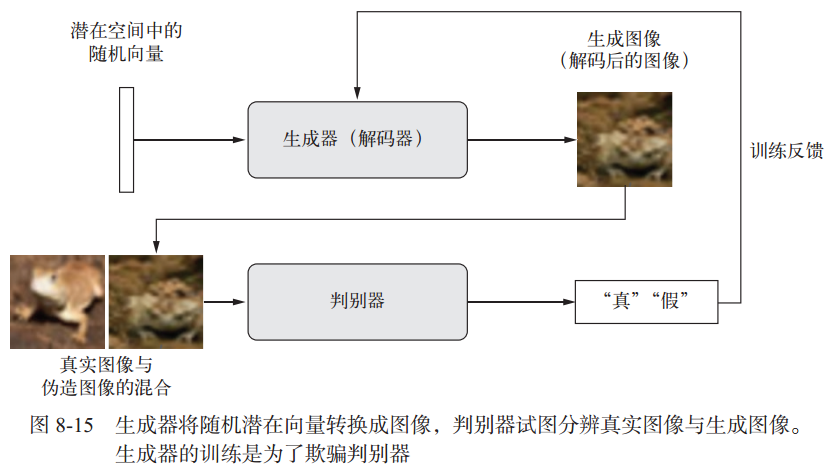 潜在空间中的
随机向量
生成图像
（解码后的图像）
生成器（解码器）
训练反馈
判别器
“真”“假”
真实图像与
伪造图像的混合
图 8-15 生成器将随机潜在向量转换成图像，判别器试图分辨真实图像与生成图像。
生成器的训练是为了欺骗判别器